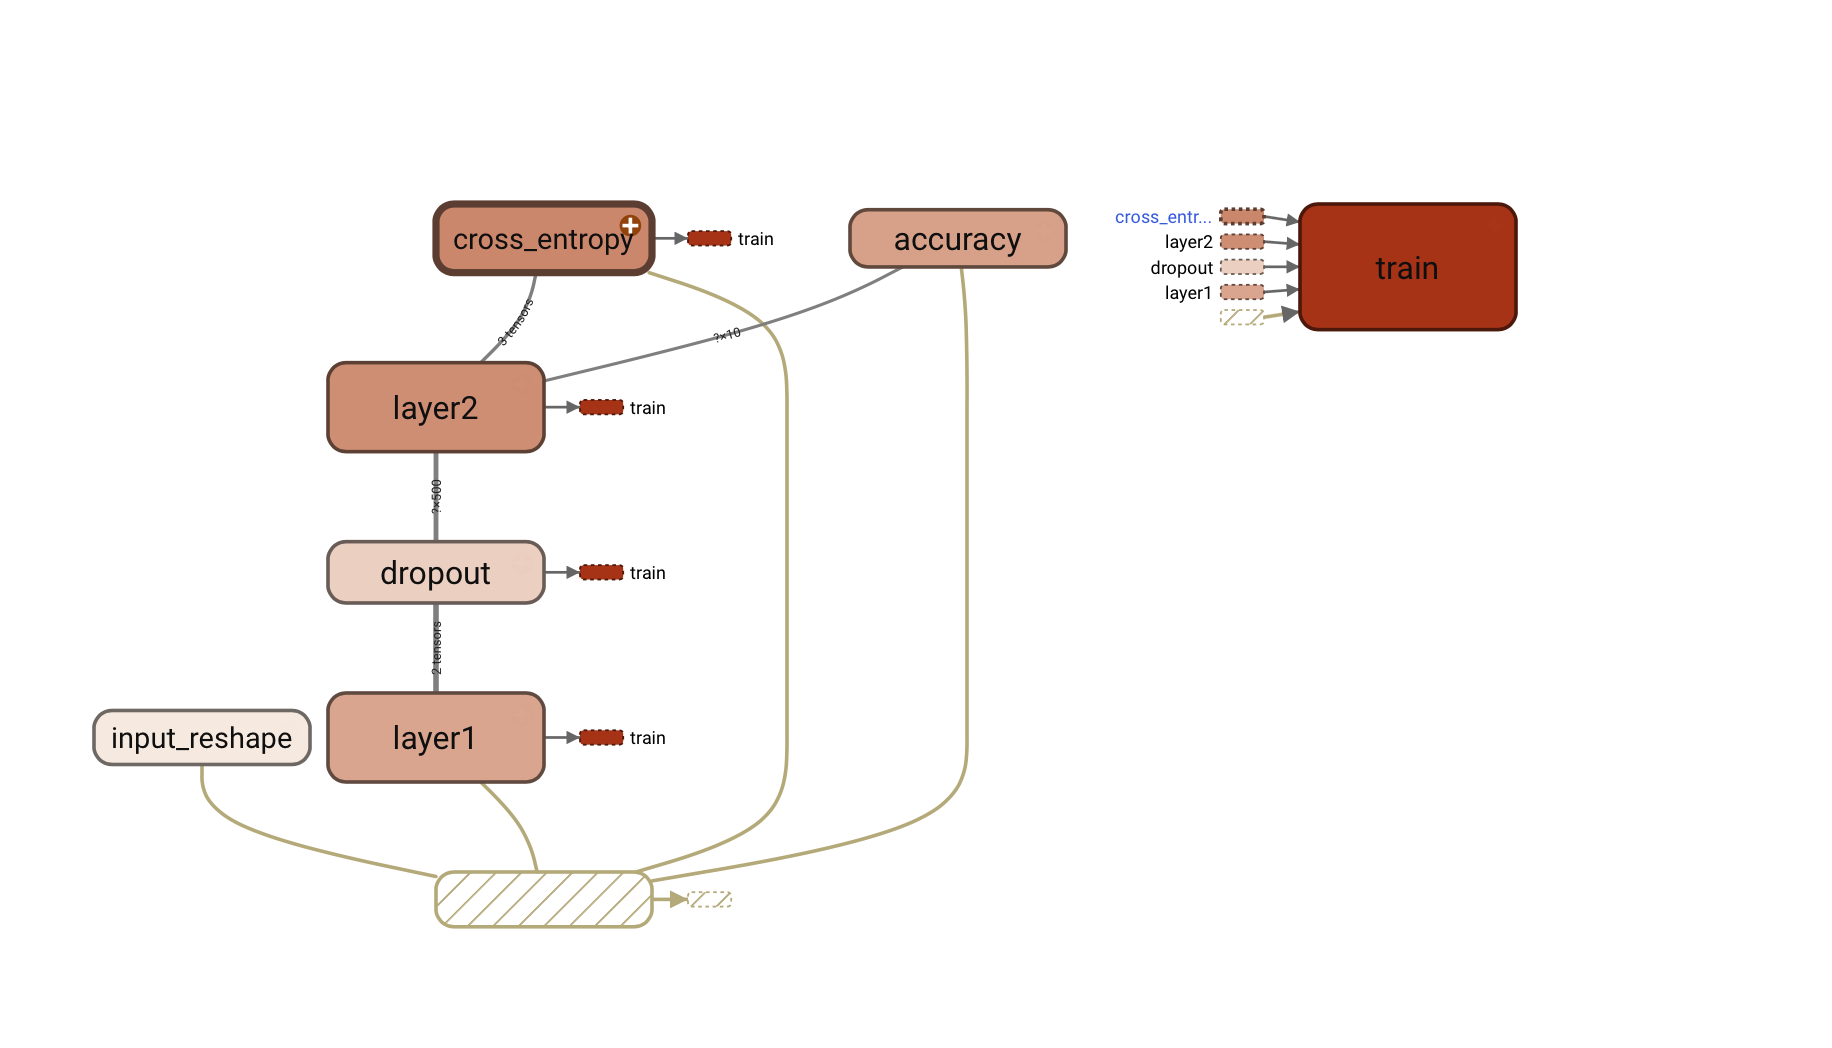 cross_entropy
train
accuracy
cross_entr...
layer2
dropout
layer1
train
3 tensors
?×10
layer2
train
?×500
dropout
train
2 tensors
input_reshape
layer1
train